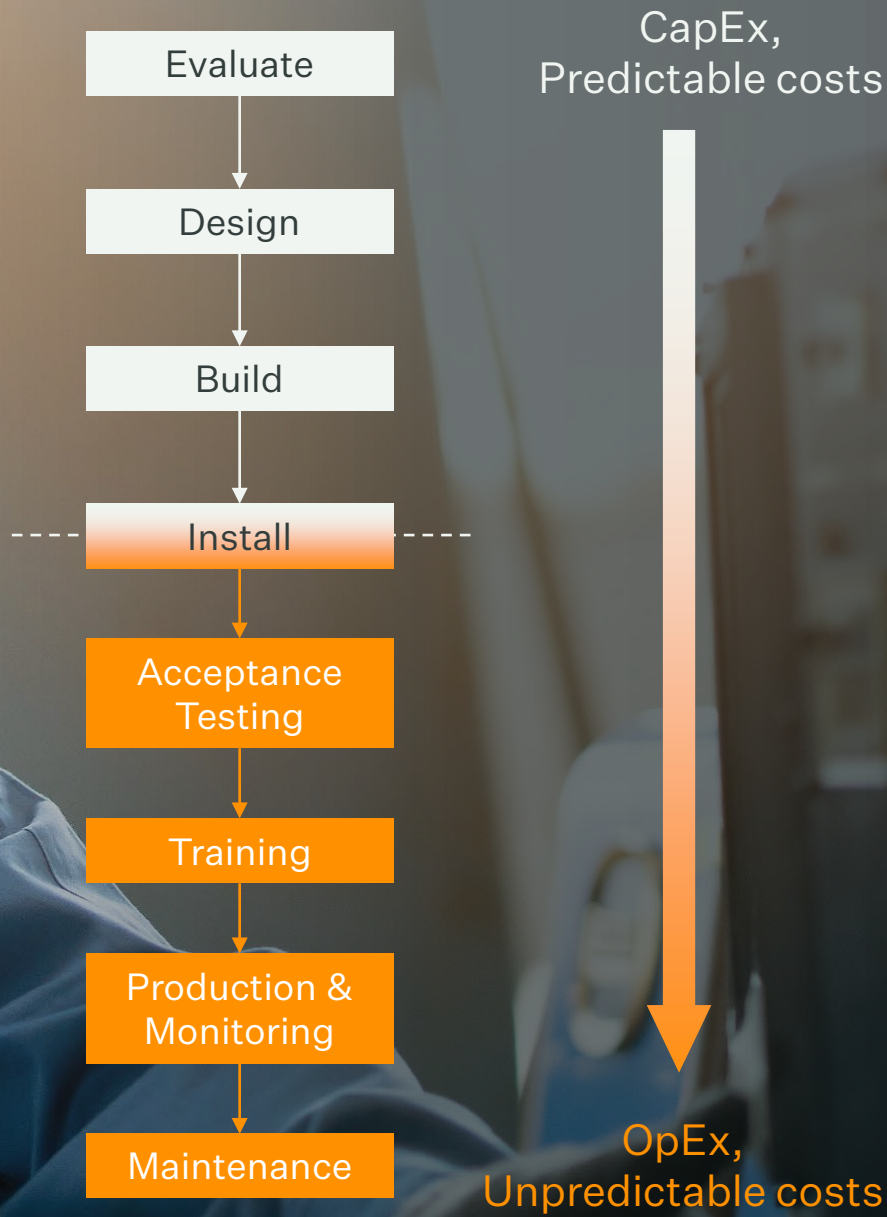 Evaluate
CapEx,
Predictable costs
Design
Build
Install
Acceptance
Testing
Training
Production &
Monitoring
Maintenance
OpEx,
Unpredictable costs